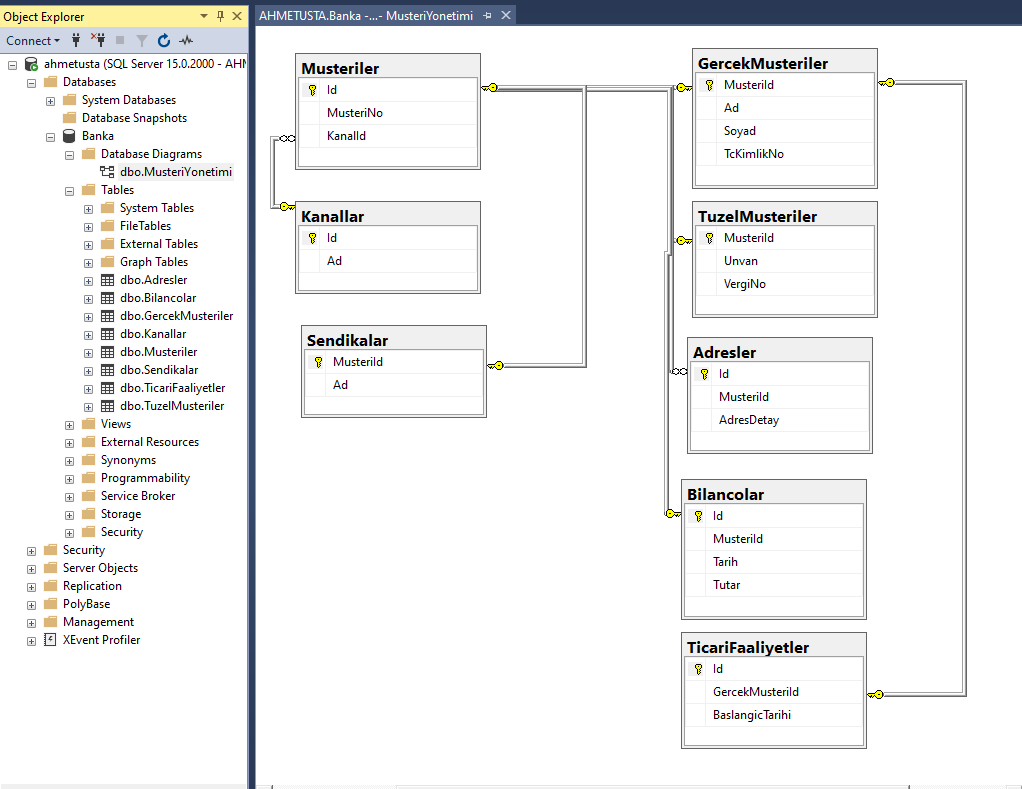 Object Explorer
Connect
ahmetusta (SQL Server 15.0.2000 - AHM
Databases
System Databases
Database Snapshots
Banka
Database Diagrams
dbo.MusteriYonetimi
Tables
System Tables
FileTables
External Tables
Graph Tables
dbo.Adresler
dbo.Bilancolar
dbo.GercekMusteriler
dbo.Kanallar
dbo.Musteriler
dbo.Sendikalar
dbo.TicariFaaliyetler
dbo.TuzelMusteriler
Views
External Resources
Synonyms
Programmability
Service Broker
Storage
Security
Security
Server Objects
Replication
PolyBase
Management
XEvent Profiler
AHMETUSTA.Banka -...- MusteriYonetimi
Musteriler
Id
MusteriNo
KanalId
Kanallar
Id
Ad
Sendikalar
MusteriId
Ad
GercekMusteriler
MusteriId
Ad
Soyad
TcKimlikNo
TuzelMusteriler
MusteriId
Unvan
VergiNo
Adresler
Id
MusteriId
AdresDetay
Bilancolar
Id
MusteriId
Tarih
Tutar
TicariFaaliyetler
Id
GercekMusteriId
BaslangicTarihi